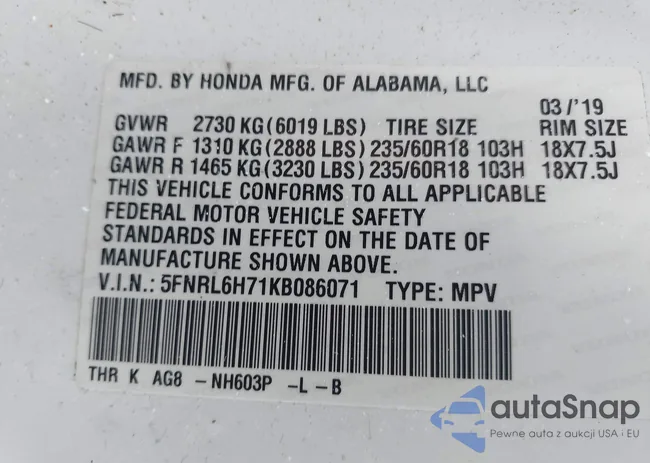 MFD. BY HONDA MFG. OF ALABAMA, LLC
03/'19
GVWR 2730 KG(6019 LBS) TIRE SIZE RIM SIZE
GAWR F 1310 KG(2888 LBS) 235/60R18 103H 18X7.5J
GAWR R 1465 KG(3230 LBS) 235/60R18 103H 18X7.5J
THIS VEHICLE CONFORMS TO ALL APPLICABLE
FEDERAL MOTOR VEHICLE SAFETY
STANDARDS IN EFFECT ON THE DATE OF
MANUFACTURE SHOWN ABOVE.
V.I.N.: 5FNRL6H71KB086071 TYPE: MPV
THR K AG8 -NH603P -L -B
autaSnap
Pewne auta z aukcji USA i EU